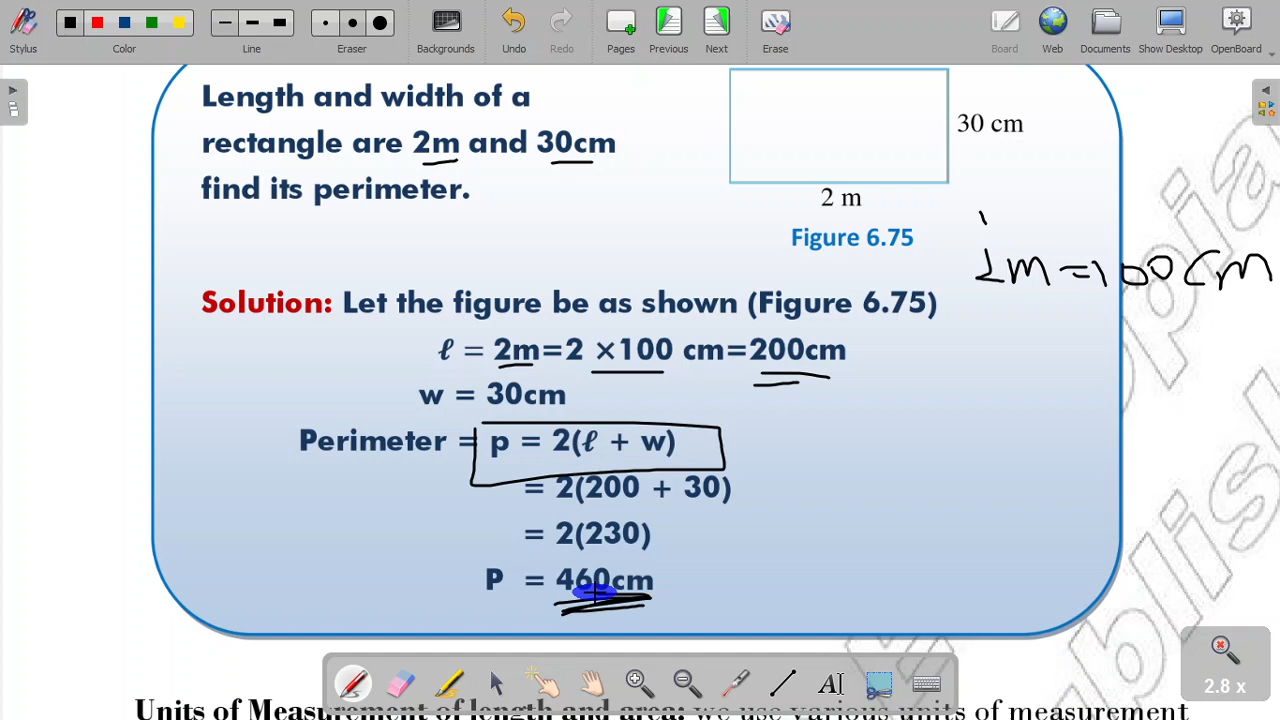 Stylus
Color
Line
Eraser
Backgrounds
Undo
Redo
Pages
Previous
Next
Erase
Board
Web
Documents
Show Desktop
OpenBoard
Length and width of a
rectangle are 2m and 30cm
find its perimeter.
30 cm
2 m
Figure 6.75
1m=100cm
Solution: Let the figure be as shown (Figure 6.75)
ℓ = 2m=2 ×100 cm=200cm
w = 30cm
Perimeter = p = 2(ℓ + w)
= 2(200 + 30)
= 2(230)
P = 460cm
2.8 x
Units of Measurement of length and area: we use various units of measurement